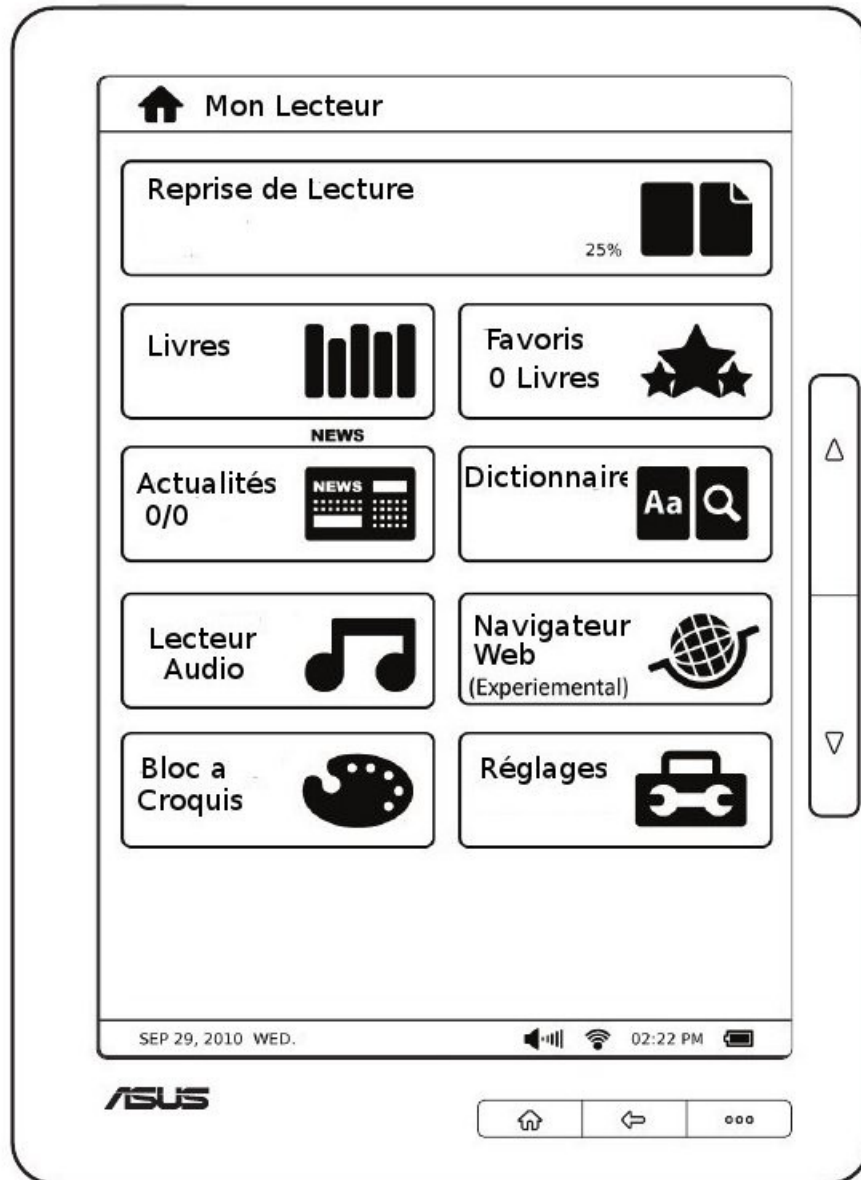 Mon Lecteur
Reprise de Lecture
25%
Livres
Favoris
0 Livres
NEWS
Actualités
0/0
NEWS
Dictionnaire
Aa
Lecteur
Audio
Navigateur
Web
(Experiemental)
Bloc a
Croquis
Réglages
SEP 29, 2010 WED.
02:22 PM
ASUS